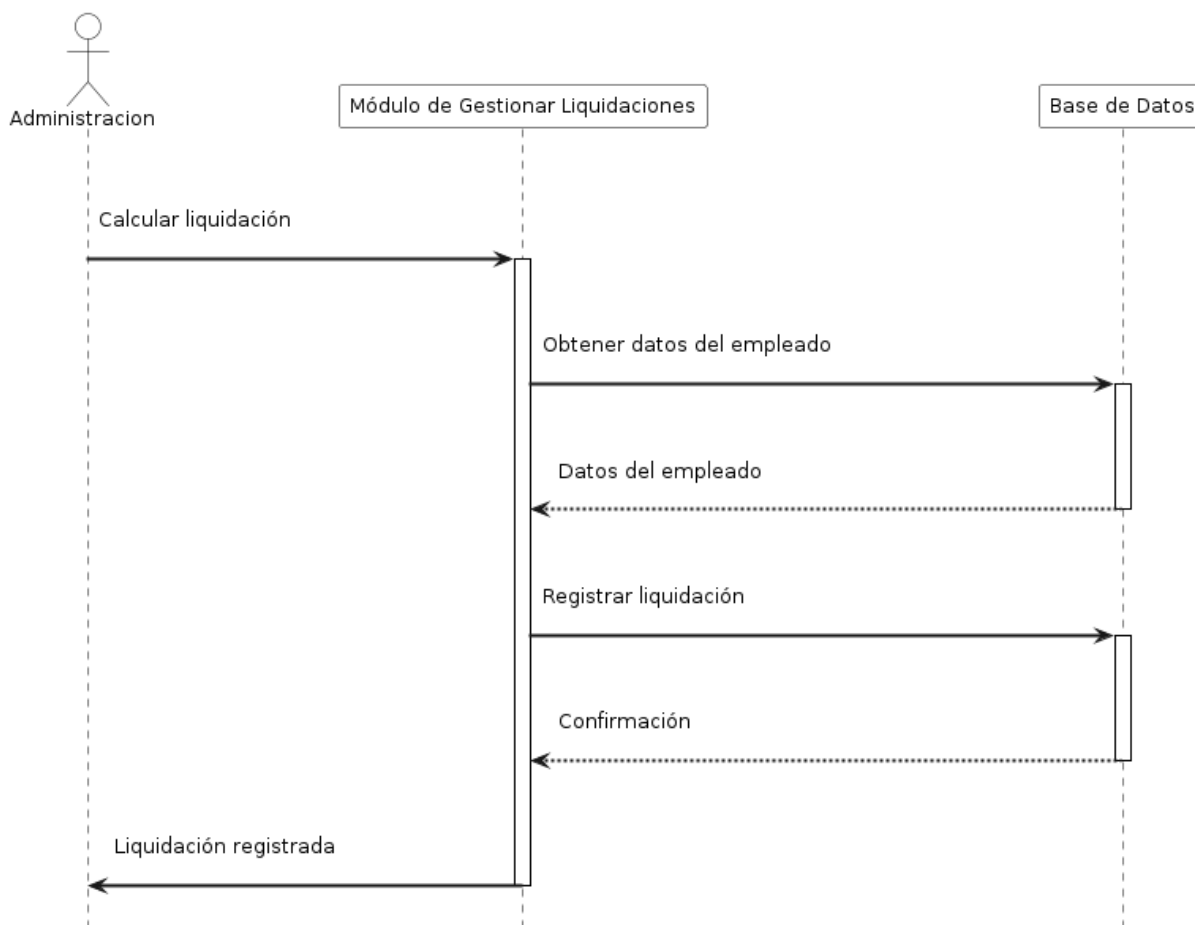 Administracion
Módulo de Gestionar Liquidaciones
Base de Datos
Calcular liquidación
Obtener datos del empleado
Datos del empleado
Registrar liquidación
Confirmación
Liquidación registrada